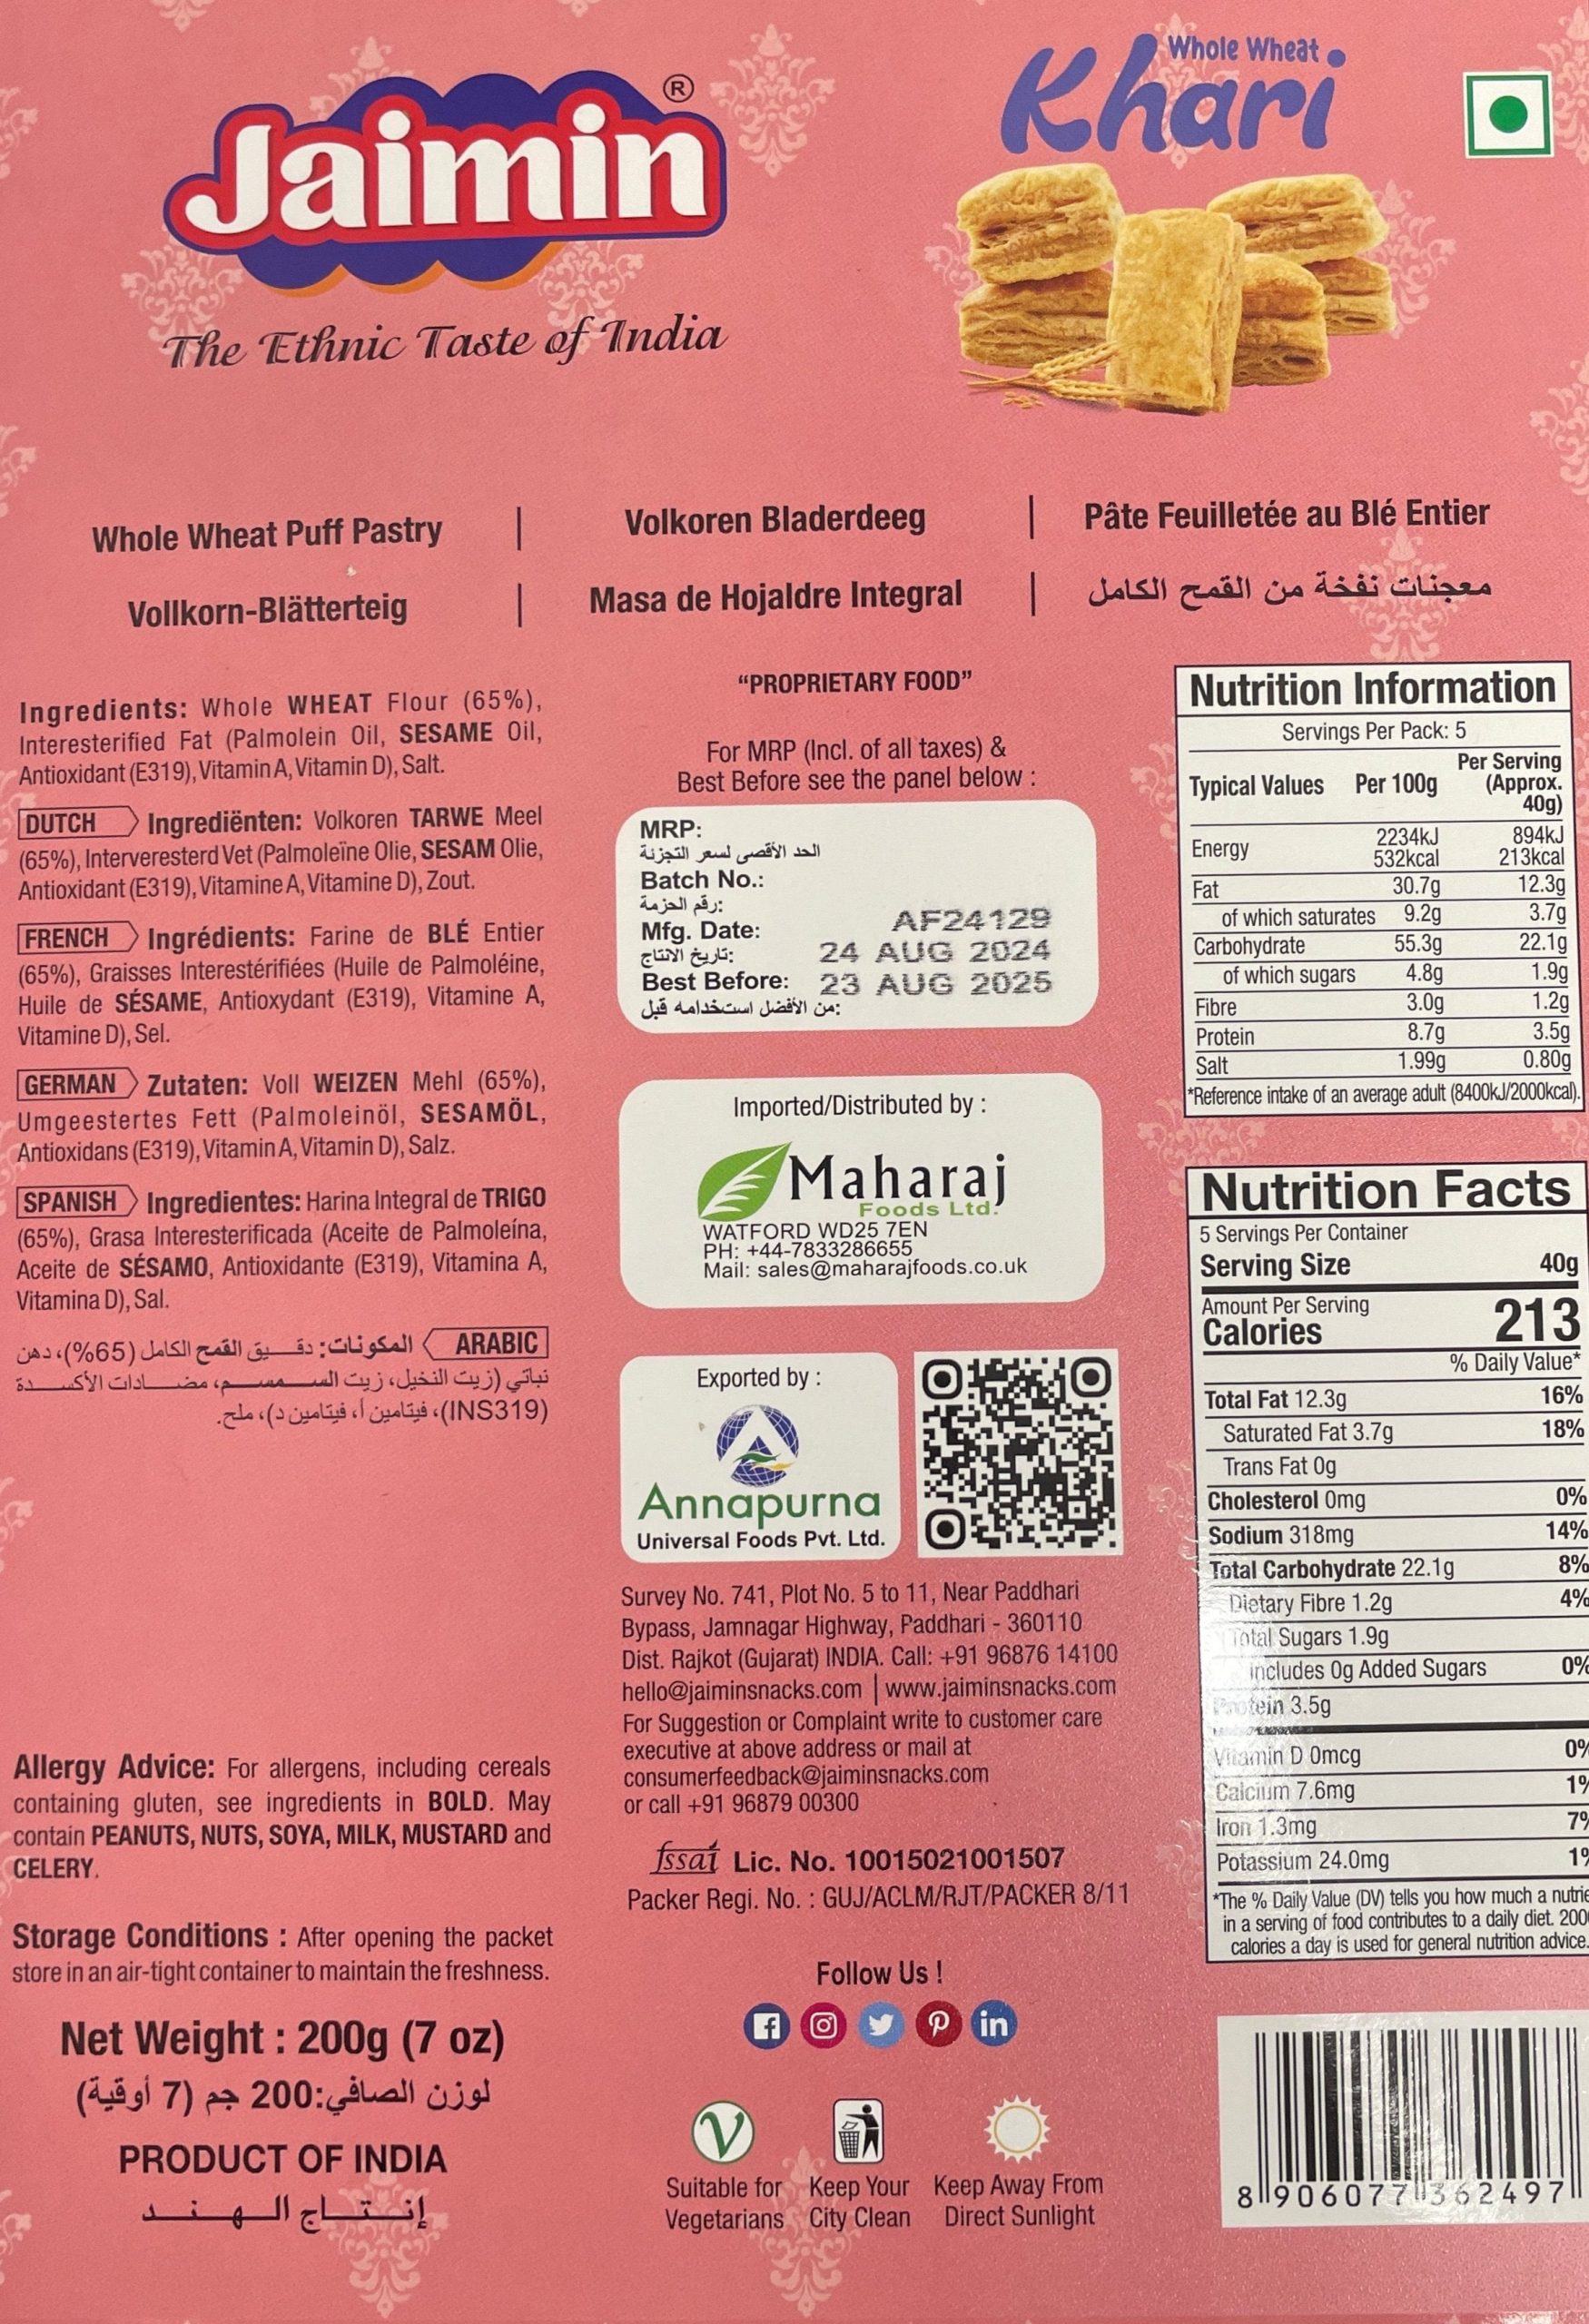 Jaimin ®
The Ethnic Taste of India
Whole Wheat
Khari
Whole Wheat Puff Pastry | Volkoren Bladerdeeg | Pâte Feuilletée au Blé Entier
Vollkorn-Blätterteig | Masa de Hojaldre Integral | معجنات نفخة من القمح الكامل
Ingredients: Whole WHEAT Flour (65%),
Interesterified Fat (Palmolein Oil, SESAME Oil,
Antioxidant (E319), Vitamin A, Vitamin D), Salt.
DUTCH Ingrediënten: Volkoren TARWE Meel
(65%), Interveresterd Vet (Palmoleïne Olie, SESAM Olie,
Antioxidant (E319), Vitamine A, Vitamine D), Zout.
FRENCH Ingrédients: Farine de BLÉ Entier
(65%), Graisses Interestérifiées (Huile de Palmoléine,
Huile de SÉSAME, Antioxydant (E319), Vitamine A,
Vitamine D), Sel.
GERMAN Zutaten: Voll WEIZEN Mehl (65%),
Umgeestertes Fett (Palmoleinöl, SESAMÖL,
Antioxidans (E319), Vitamin A, Vitamin D), Salz.
SPANISH Ingredientes: Harina Integral de TRIGO
(65%), Grasa Interesterificada (Aceite de Palmoleína,
Aceite de SÉSAMO, Antioxidante (E319), Vitamina A,
Vitamina D), Sal.
ARABIC المكونات: دقيق القمح الكامل (65%)، دهن
نباتي (زيت النخيل، زيت السمسم، مضادات الأكسدة
(INS319)، فيتامين أ، فيتامين د)، ملح.
Allergy Advice: For allergens, including cereals
containing gluten, see ingredients in BOLD. May
contain PEANUTS, NUTS, SOYA, MILK, MUSTARD and
CELERY.
Storage Conditions : After opening the packet
store in an air-tight container to maintain the freshness.
Net Weight : 200g (7 oz)
لوزن الصافي:200 جم (7 أوقية)
PRODUCT OF INDIA
إنتاج الهند
“PROPRIETARY FOOD”
For MRP (Incl. of all taxes) &
Best Before see the panel below :
MRP:
الحد الأقصى لسعر التجزئة
Batch No.:
رقم الحزمة: AF24129
Mfg. Date:
تاريخ الانتاج: 24 AUG 2024
Best Before: 23 AUG 2025
من الأفضل استخدامه قبل:
Imported/Distributed by :
Maharaj
Foods Ltd.
WATFORD WD25 7EN
PH: +44-7833286655
Mail: sales@maharajfoods.co.uk
Exported by :
Annapurna
Universal Foods Pvt. Ltd.
Survey No. 741, Plot No. 5 to 11, Near Paddhari
Bypass, Jamnagar Highway, Paddhari - 360110
Dist. Rajkot (Gujarat) INDIA. Call: +91 96876 14100
hello@jaiminsnacks.com | www.jaiminsnacks.com
For Suggestion or Complaint write to customer care
executive at above address or mail at
consumerfeedback@jaiminsnacks.com
or call +91 96879 00300
fssai Lic. No. 10015021001507
Packer Regi. No. : GUJ/ACLM/RJT/PACKER 8/11
Follow Us !
Suitable for
Vegetarians
Keep Your
City Clean
Keep Away From
Direct Sunlight
Nutrition Information
Servings Per Pack: 5
Typical Values Per 100g Per Serving (Approx. 40g)
Energy 2234kJ 894kJ
532kcal 213kcal
Fat 30.7g 12.3g
of which saturates 9.2g 3.7g
Carbohydrate 55.3g 22.1g
of which sugars 4.8g 1.9g
Fibre 3.0g 1.2g
Protein 8.7g 3.5g
Salt 1.99g 0.80g
*Reference intake of an average adult (8400kJ/2000kcal).
Nutrition Facts
5 Servings Per Container
Serving Size 40g
Amount Per Serving
Calories 213
% Daily Value*
Total Fat 12.3g 16%
Saturated Fat 3.7g 18%
Trans Fat 0g
Cholesterol 0mg 0%
Sodium 318mg 14%
Total Carbohydrate 22.1g 8%
Dietary Fibre 1.2g 4%
Total Sugars 1.9g
Includes 0g Added Sugars 0%
Protein 3.5g
Vitamin D 0mcg 0%
Calcium 7.6mg 1%
Iron 1.3mg 7%
Potassium 24.0mg 1%
*The % Daily Value (DV) tells you how much a nutrie
in a serving of food contributes to a daily diet. 200
calories a day is used for general nutrition advice.
8 906077 362497